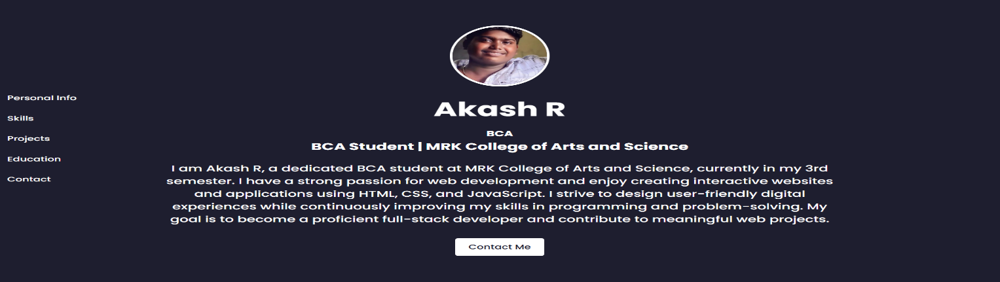 Personal Info
Skills
Projects
Education
Contact
Akash R
BCA
BCA Student | MRK College of Arts and Science
I am Akash R, a dedicated BCA student at MRK College of Arts and Science, currently in my 3rd
semester. I have a strong passion for web development and enjoy creating interactive websites
and applications using HTML, CSS, and JavaScript. I strive to design user-friendly digital
experiences while continuously improving my skills in programming and problem-solving. My
goal is to become a proficient full-stack developer and contribute to meaningful web projects.
Contact Me